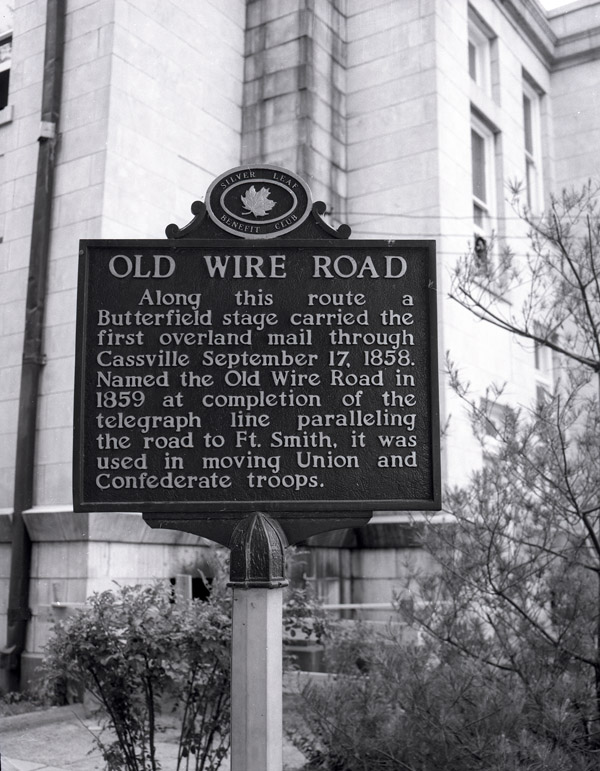 SILVER LEAF
BENEFIT CLUB
OLD WIRE ROAD
Along this route a
Butterfield stage carried the
first overland mail through
Cassville September 17, 1858.
Named the Old Wire Road in
1859 at completion of the
telegraph line paralleling
the road to Ft. Smith, it was
used in moving Union and
Confederate troops.